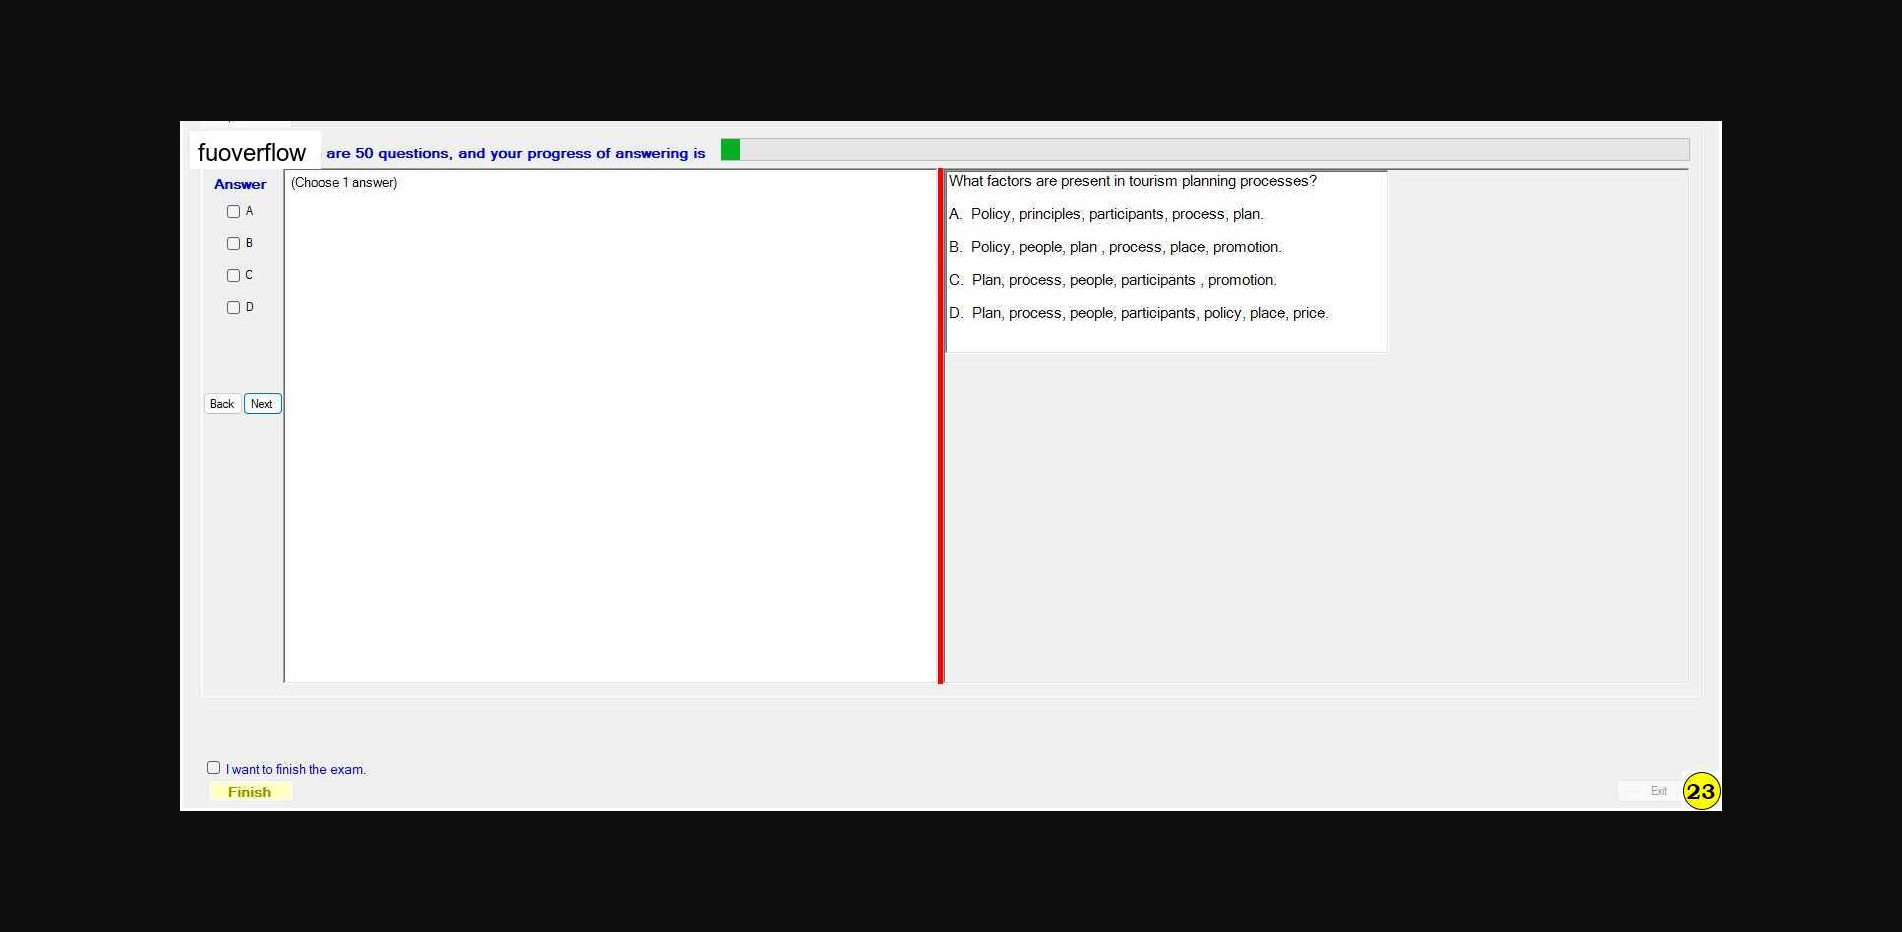 fuoverflow are 50 questions, and your progress of answering is
Answer
A
B
C
D
Back Next
(Choose 1 answer)
What factors are present in tourism planning processes?
A. Policy, principles, participants, process, plan.
B. Policy, people, plan , process, place, promotion.
C. Plan, process, people, participants , promotion.
D. Plan, process, people, participants, policy, place, price.
I want to finish the exam.
Finish
Exit
23